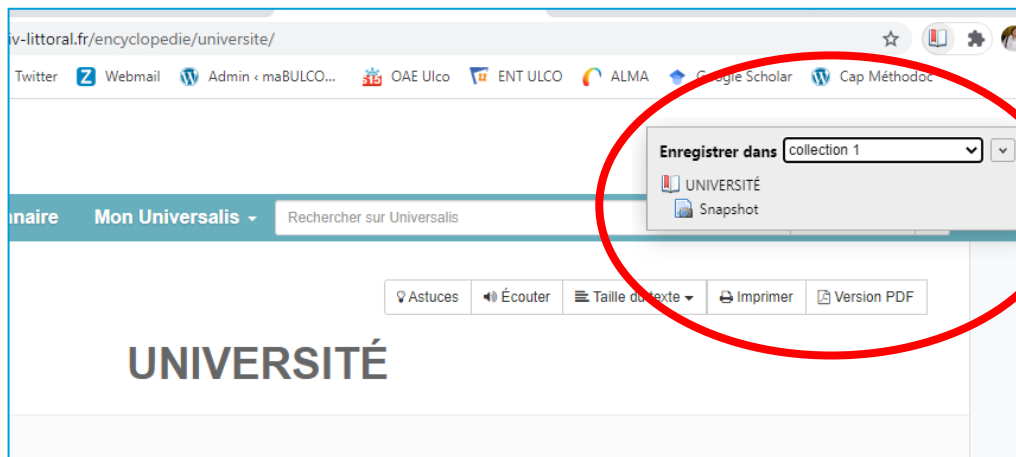 iv-littoral.fr/encyclopedie/universite/
Twitter Z Webmail Admin ‹ maBULCO... OAE Ulco ENT ULCO ALMA Google Scholar Cap Méthodoc
Enregistrer dans collection 1
UNIVERSITÉ
Snapshot
nnaire Mon Universalis Rechercher sur Universalis
Astuces Écouter Taille du texte Imprimer Version PDF
UNIVERSITÉ